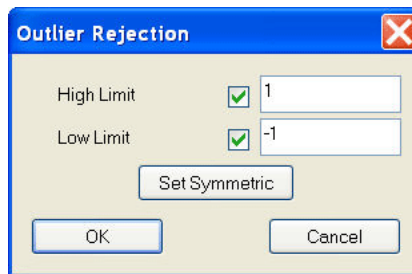 Outlier Rejection
High Limit 1
Low Limit -1
Set Symmetric
OK Cancel